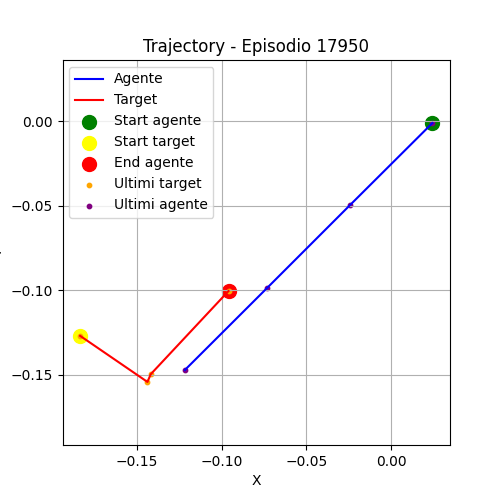 Trajectory - Episodio 17950
Agente
Target
Start agente
Start target
End agente
Ultimi target
Ultimi agente
0.00
−0.05
−0.10
−0.15
−0.15
−0.10
−0.05
0.00
X